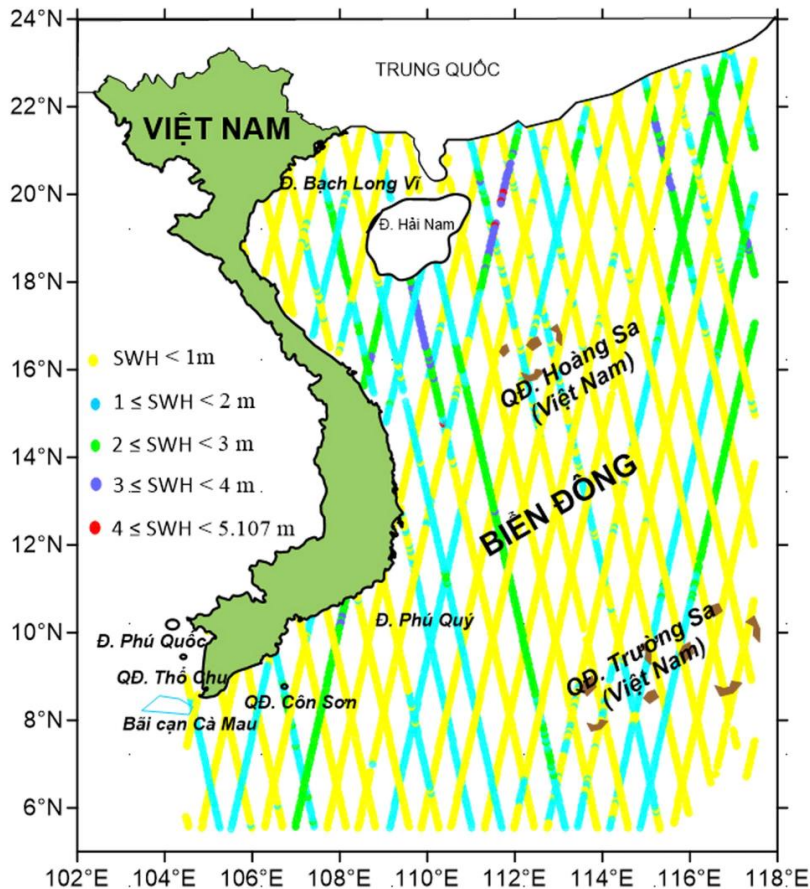 24°N
TRUNG QUỐC
22°N
VIỆT NAM
20°N
Đ. Bạch Long Vĩ
Đ. Hải Nam
18°N
16°N
QĐ. Hoàng Sa
(Việt Nam)
SWH < 1m
1 ≤ SWH < 2 m
2 ≤ SWH < 3 m
3 ≤ SWH < 4 m
4 ≤ SWH < 5.107 m
14°N
BIỂN ĐÔNG
12°N
10°N
Đ. Phú Quý
Đ. Phú Quốc
QĐ. Thổ Chu
QĐ. Trường Sa
(Việt Nam)
QĐ. Côn Sơn
8°N
Bãi cạn Cà Mau
6°N
102°E 104°E 106°E 108°E 110°E 112°E 114°E 116°E 118°E